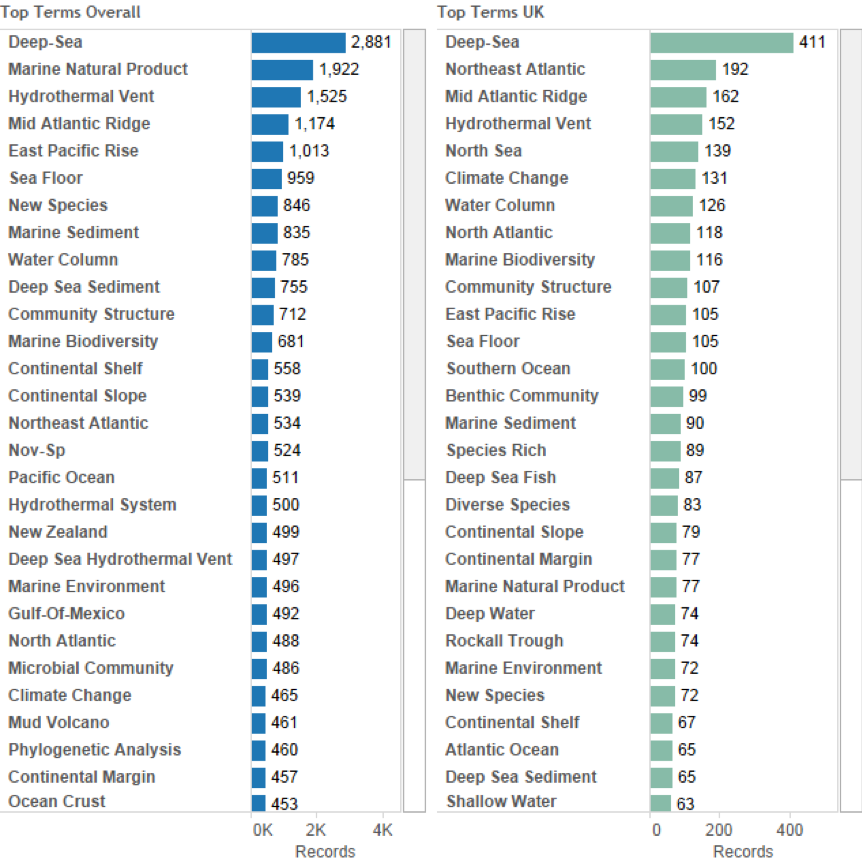 Top Terms Overall
Deep-Sea 2,881
Marine Natural Product 1,922
Hydrothermal Vent 1,525
Mid Atlantic Ridge 1,174
East Pacific Rise 1,013
Sea Floor 959
New Species 846
Marine Sediment 835
Water Column 785
Deep Sea Sediment 755
Community Structure 712
Marine Biodiversity 681
Continental Shelf 558
Continental Slope 539
Northeast Atlantic 534
Nov-Sp 524
Pacific Ocean 511
Hydrothermal System 500
New Zealand 499
Deep Sea Hydrothermal Vent 497
Marine Environment 496
Gulf-Of-Mexico 492
North Atlantic 488
Microbial Community 486
Climate Change 465
Mud Volcano 461
Phylogenetic Analysis 460
Continental Margin 457
Ocean Crust 453
0K 2K 4K
Records
Top Terms UK
Deep-Sea 411
Northeast Atlantic 192
Mid Atlantic Ridge 162
Hydrothermal Vent 152
North Sea 139
Climate Change 131
Water Column 126
North Atlantic 118
Marine Biodiversity 116
Community Structure 107
East Pacific Rise 105
Sea Floor 105
Southern Ocean 100
Benthic Community 99
Marine Sediment 90
Species Rich 89
Deep Sea Fish 87
Diverse Species 83
Continental Slope 79
Continental Margin 77
Marine Natural Product 77
Deep Water 74
Rockall Trough 74
Marine Environment 72
New Species 72
Continental Shelf 67
Atlantic Ocean 65
Deep Sea Sediment 65
Shallow Water 63
0 200 400
Records